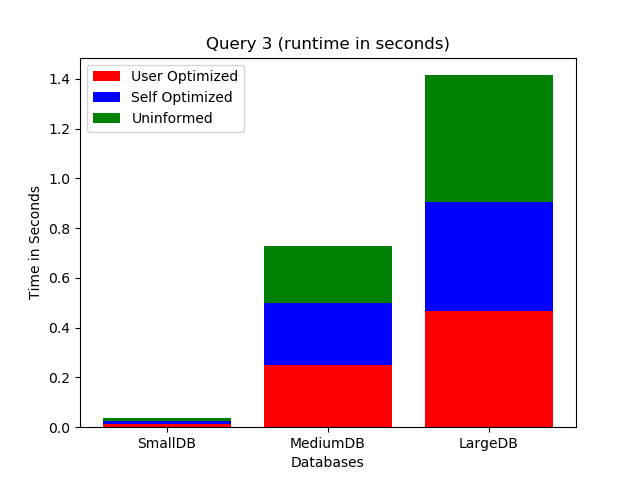 Query 3 (runtime in seconds)
User Optimized
Self Optimized
Uninformed
1.4
1.2
1.0
0.8
0.6
0.4
0.2
0.0
Time in Seconds
SmallDB MediumDB LargeDB
Databases